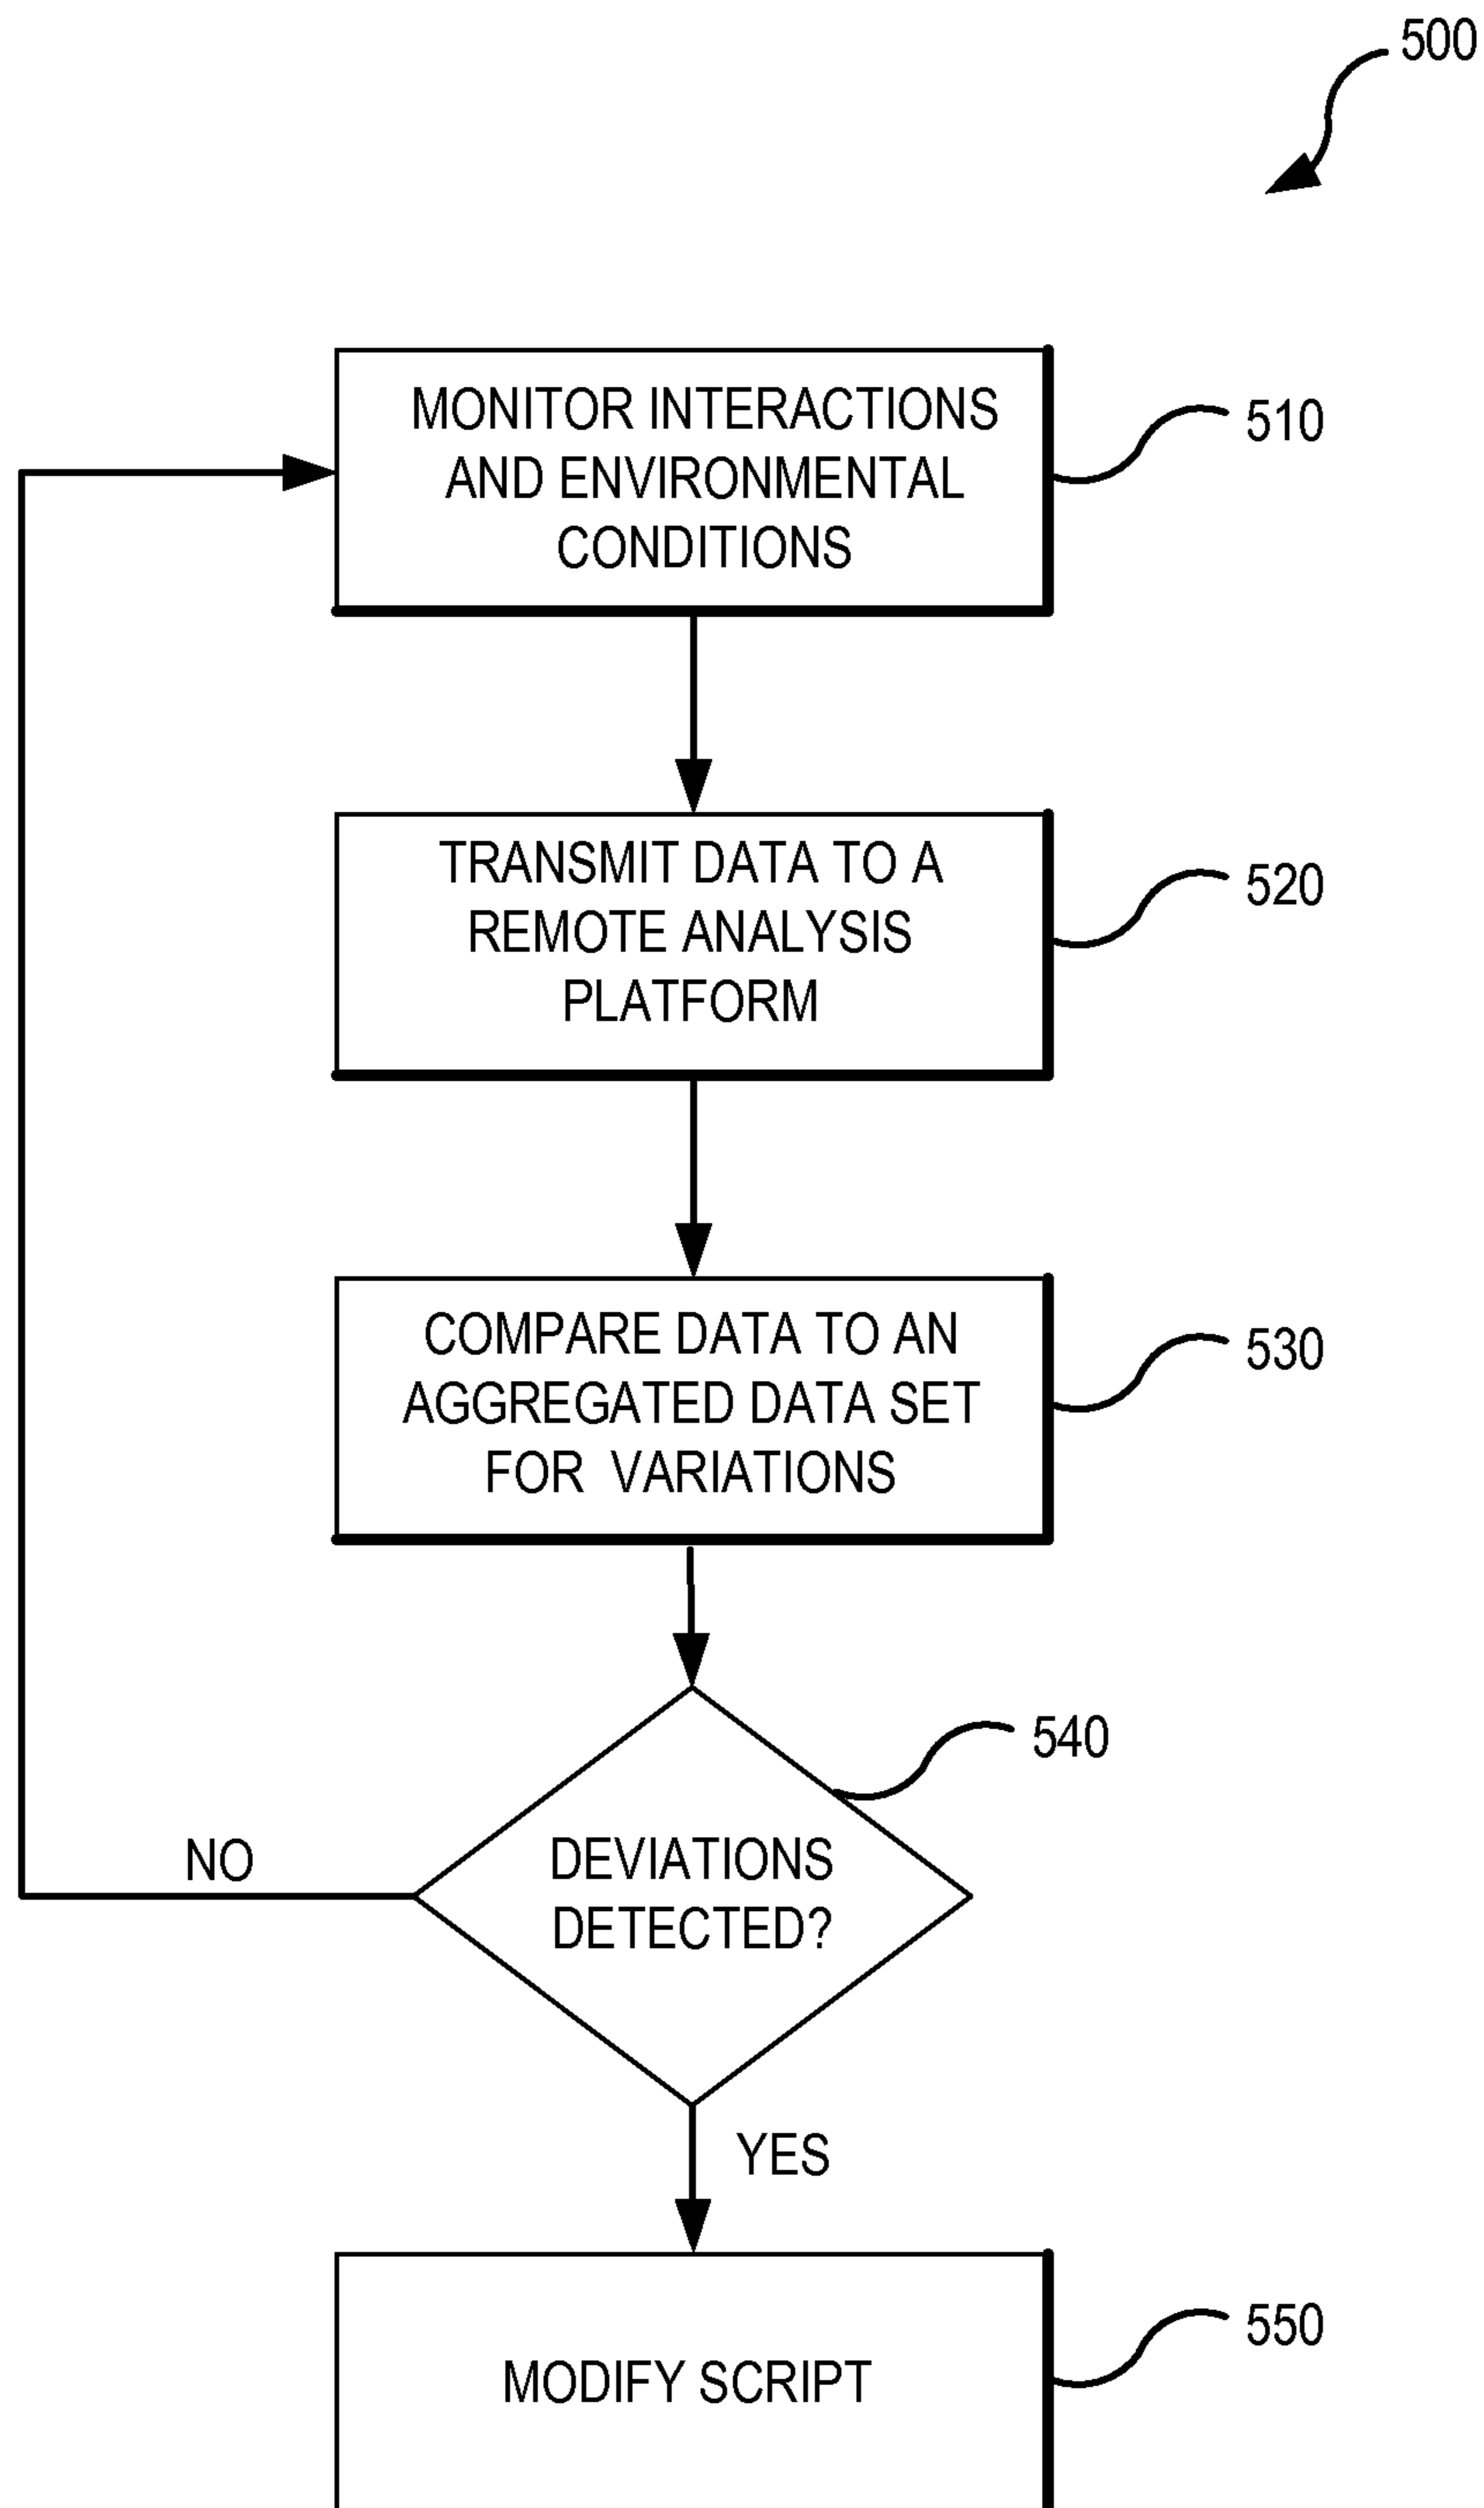 500
MONITOR INTERACTIONS
AND ENVIRONMENTAL
CONDITIONS
510
TRANSMIT DATA TO A
REMOTE ANALYSIS
PLATFORM
520
COMPARE DATA TO AN
AGGREGATED DATA SET
FOR VARIATIONS
530
540
DEVIATIONS
DETECTED?
NO
YES
MODIFY SCRIPT
550